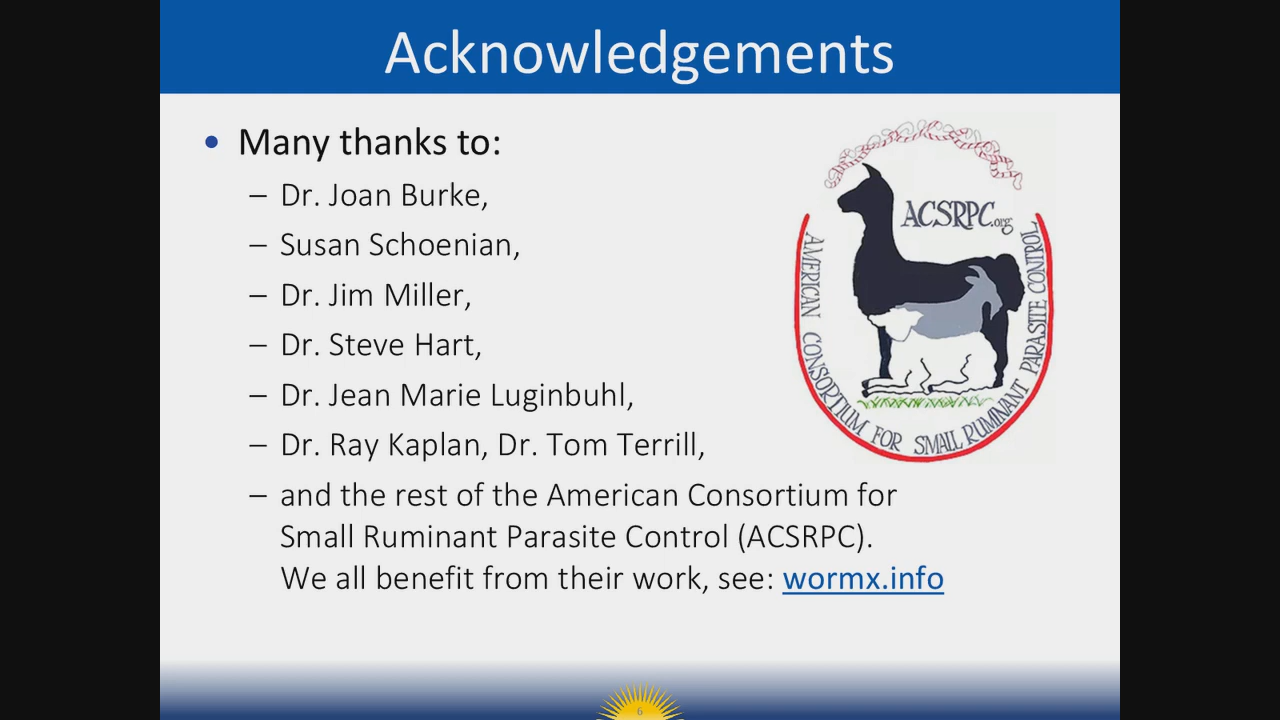 Acknowledgements
• Many thanks to:
– Dr. Joan Burke,
– Susan Schoenian,
– Dr. Jim Miller,
– Dr. Steve Hart,
– Dr. Jean Marie Luginbuhl,
– Dr. Ray Kaplan, Dr. Tom Terrill,
– and the rest of the American Consortium for
Small Ruminant Parasite Control (ACSRPC).
We all benefit from their work, see: wormx.info
ACSRPC.org
AMERICAN CONSORTIUM FOR SMALL RUMINANT PARASITE CONTROL
6